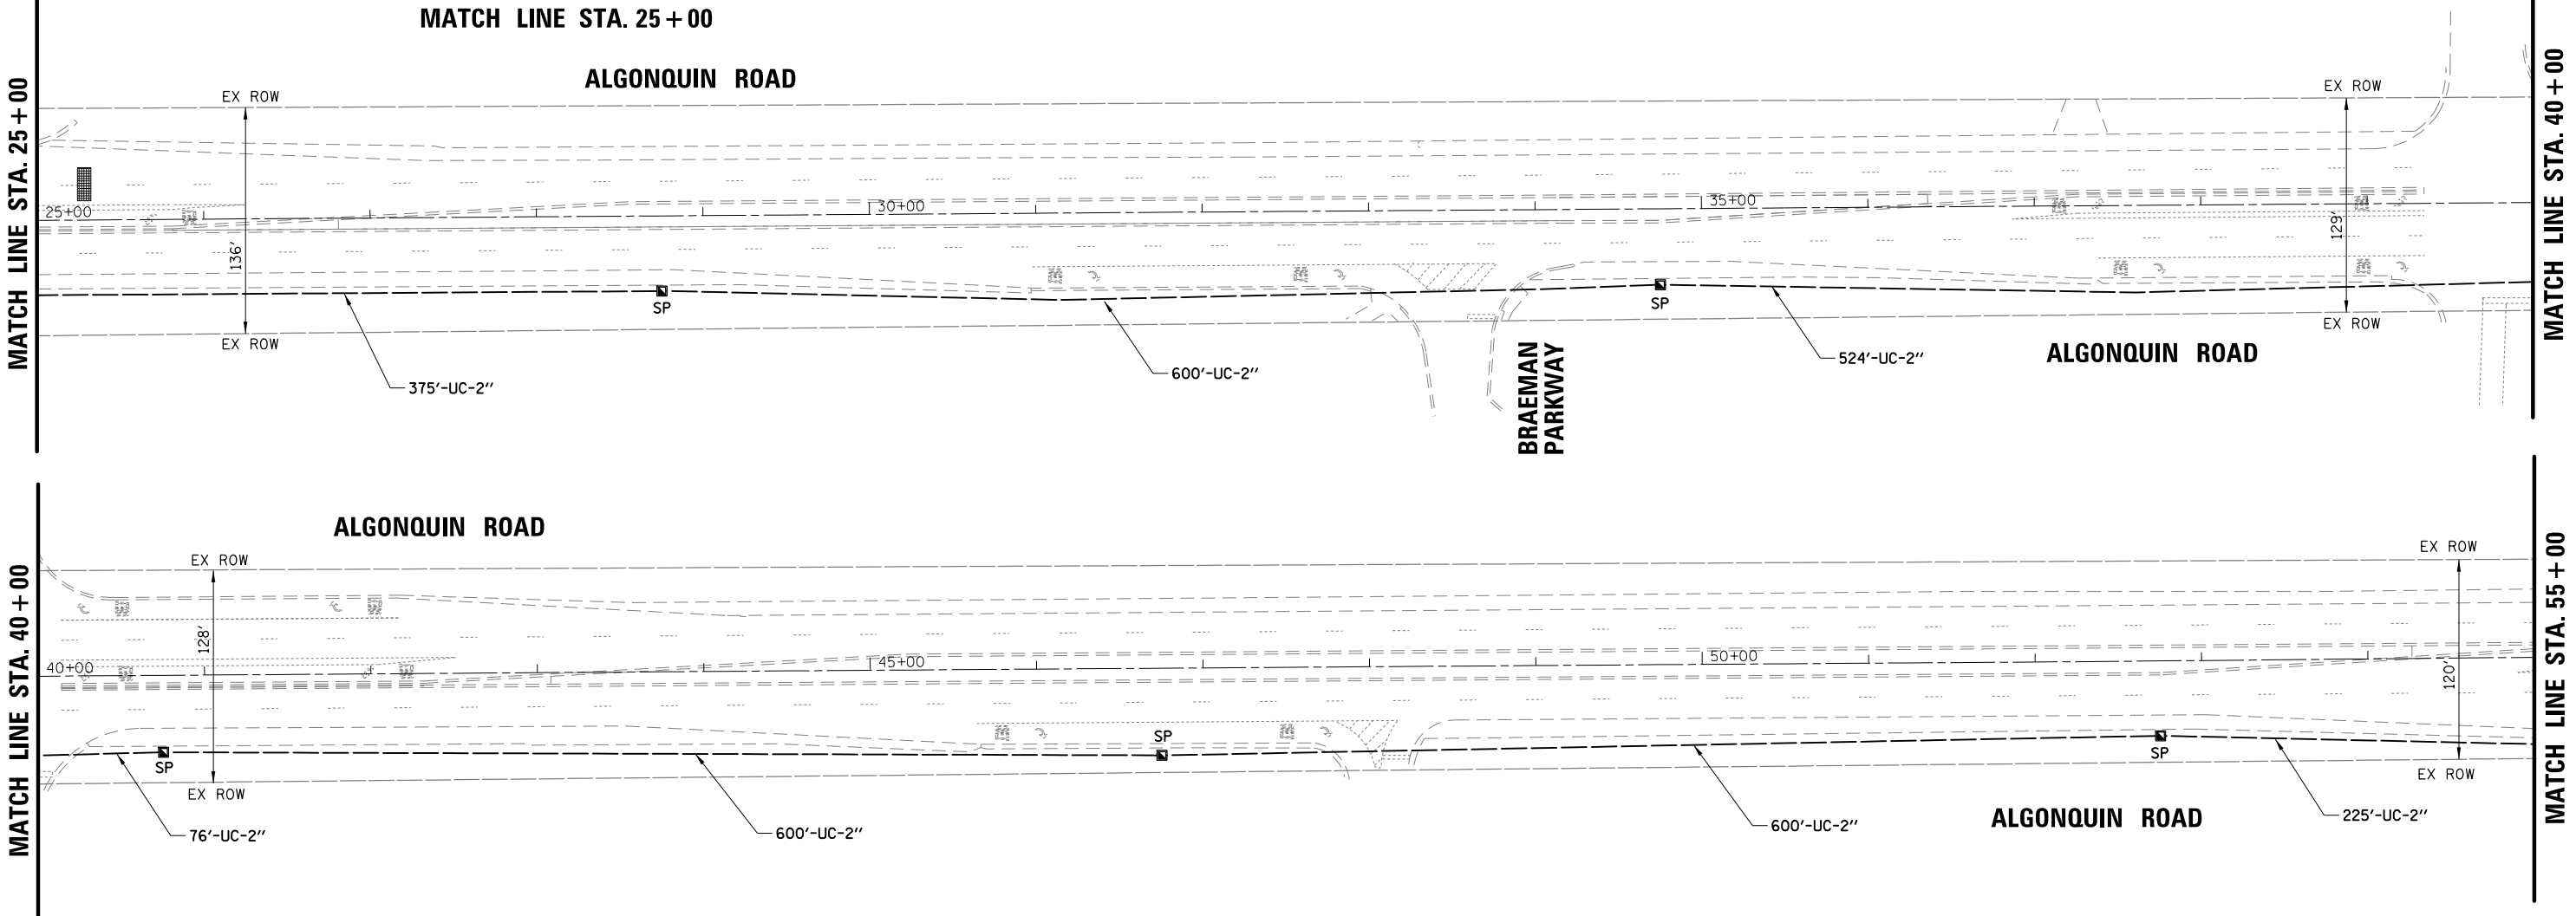 MATCH LINE STA. 25+00
ALGONQUIN ROAD
MATCH LINE STA. 25+00
EX ROW
EX ROW
MATCH LINE STA. 40+00
25+00
30+00
35+00
136'
129'
SP
SP
EX ROW
EX ROW
375'-UC-2"
600'-UC-2"
BRAEMAN
PARKWAY
524'-UC-2"
ALGONQUIN ROAD
ALGONQUIN ROAD
MATCH LINE STA. 40+00
EX ROW
EX ROW
MATCH LINE STA. 55+00
128'
40+00
45+00
50+00
120'
SP
SP
SP
EX ROW
EX ROW
76'-UC-2"
600'-UC-2"
600'-UC-2"
ALGONQUIN ROAD
225'-UC-2"